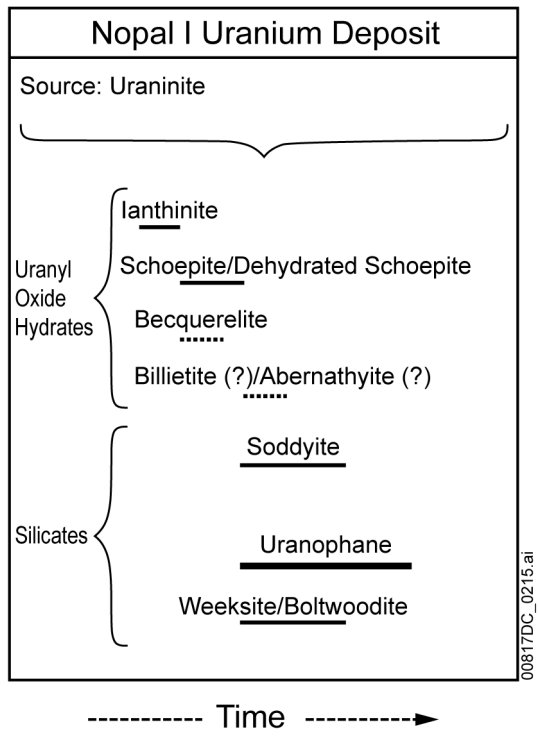 Nopal I Uranium Deposit
Source: Uraninite
Ianthinite
Schoepite/Dehydrated Schoepite
Uranyl
Oxide
Hydrates
Becquerelite
Billietite (?)/Abernathyite (?)
Soddyite
Silicates
Uranophane
Weeksite/Boltwoodite
00817DC_0215.ai
Time